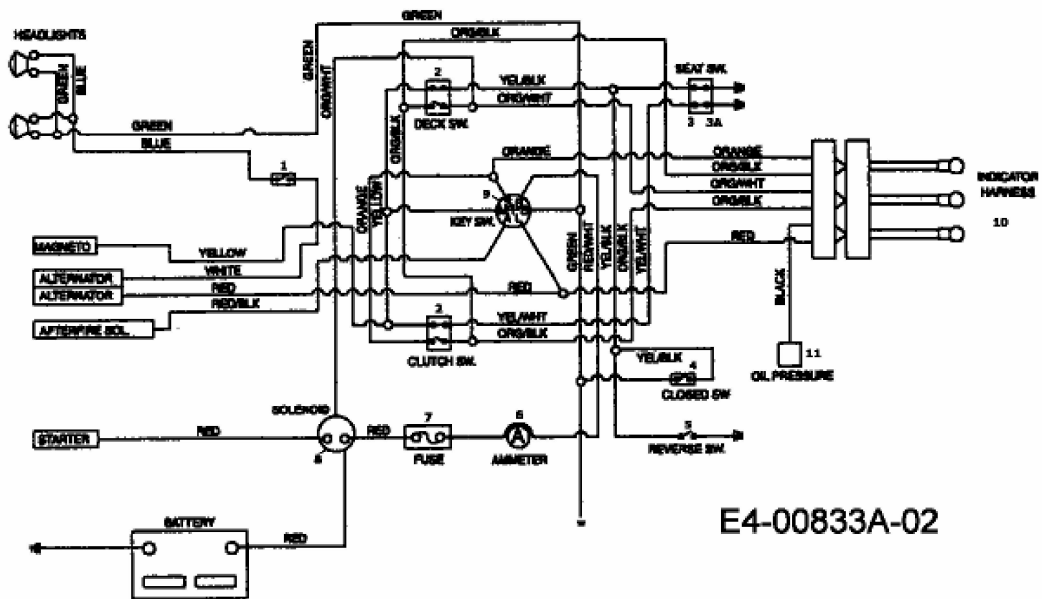 GREEN
HEADLIGHTS
ORG/BLK
GREEN
ORG/WHT
GREEN
BLUE
2
YEL/BLK
ORG/WHT
SEAT SW.
3 3A
DECK SW.
GREEN
BLUE
1
ORG/BLK
ORANGE
ORANGE
ORG/BLK
ORG/WHT
ORG/BLK
RED
INDICATOR
HARNESS
10
ORANGE
YELLOW
9
KEY SW.
GREEN
RED/WHT
YEL/BLK
ORG/BLK
YEL/WHT
MAGNETO
YELLOW
ALTERNATOR
WHITE
ALTERNATOR
RED
RED/BLK
AFTERFIRE SOL.
RED
BLACK
2
YEL/WHT
ORG/BLK
CLUTCH SW.
YEL/BLK
4
CLOSED SW
11
OIL PRESSURE
SOLENOID
STARTER
RED
8
RED
7
FUSE
6
A
AMMETER
5
REVERSE SW.
BATTERY
RED
E4-00833A-02